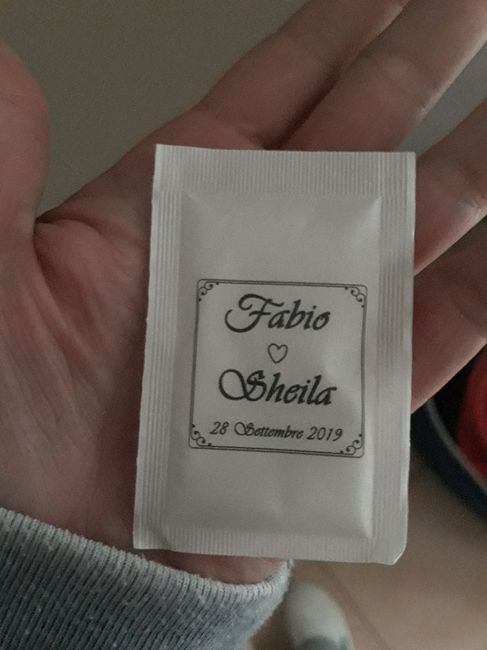 Fabio
♡
Sheila
28 Settembre 2019